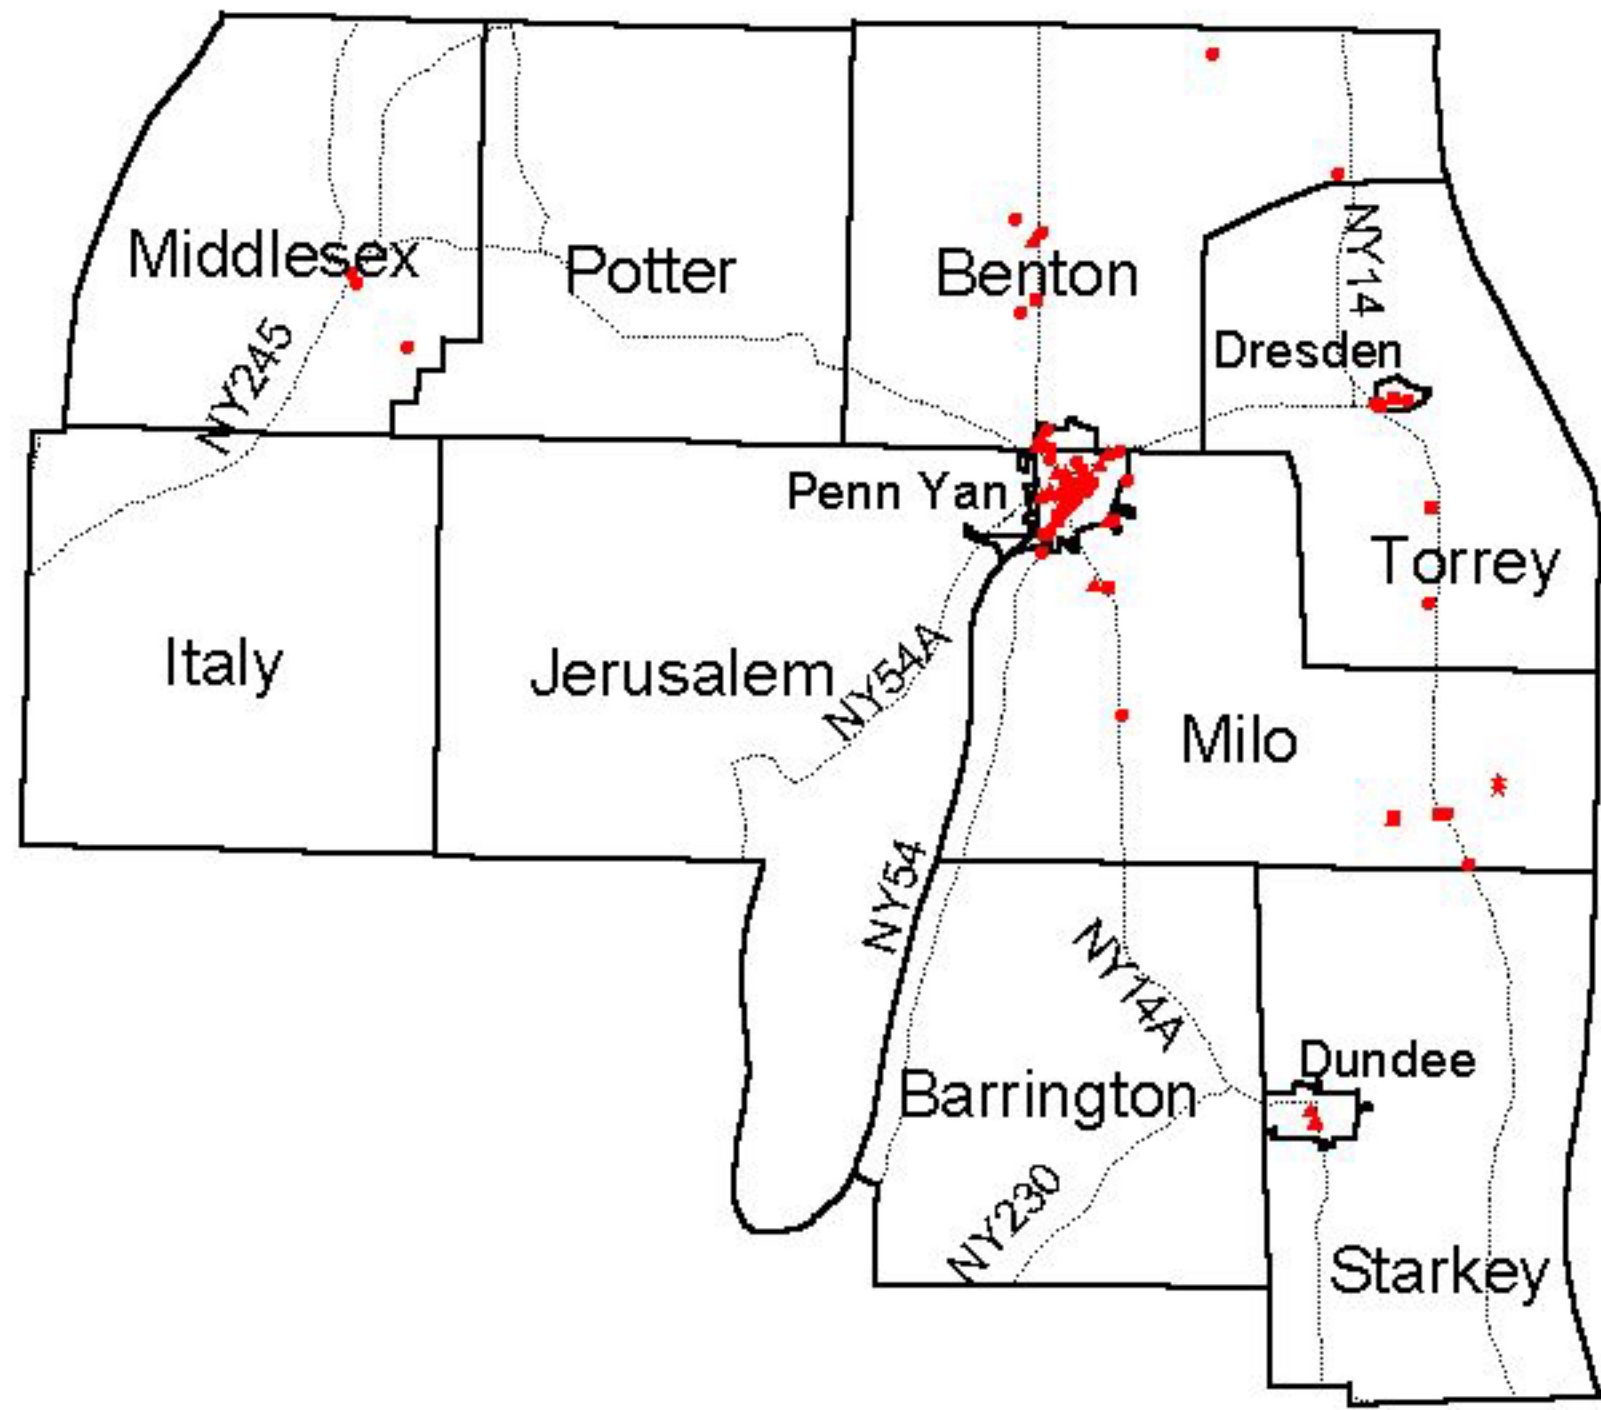 NY14
Middlesex
Potter
Benton
Dresden
NY245
Penn Yan
Torrey
Italy
Jerusalem
NY54A
Milo
NY54
NY14A
Dundee
Barrington
NY230
Starkey